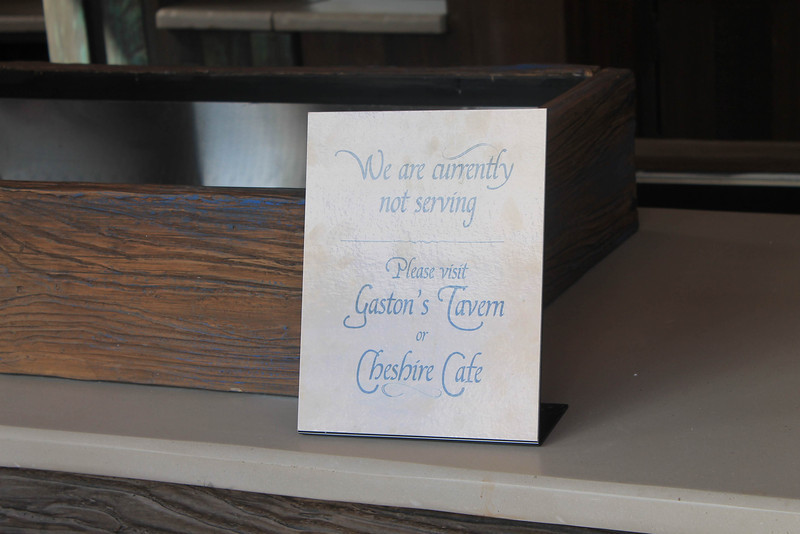 We are currently
not serving
Please visit
Gaston's Tavern
or
Cheshire Cafe